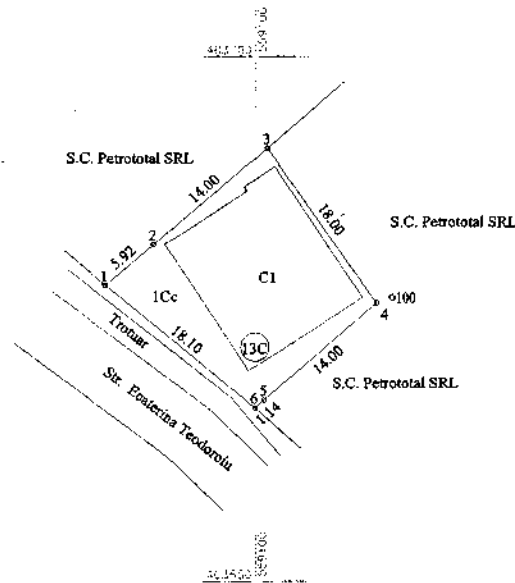 3
S.C. Petrototal SRL
14.00
18.00
S.C. Petrototal SRL
2
5.92
C1
1
1Cc
100
4
Trotuar
18.10
13C
14.00
S.C. Petrototal SRL
5
6
1.14
Str. Ecaterina Teodoroiu